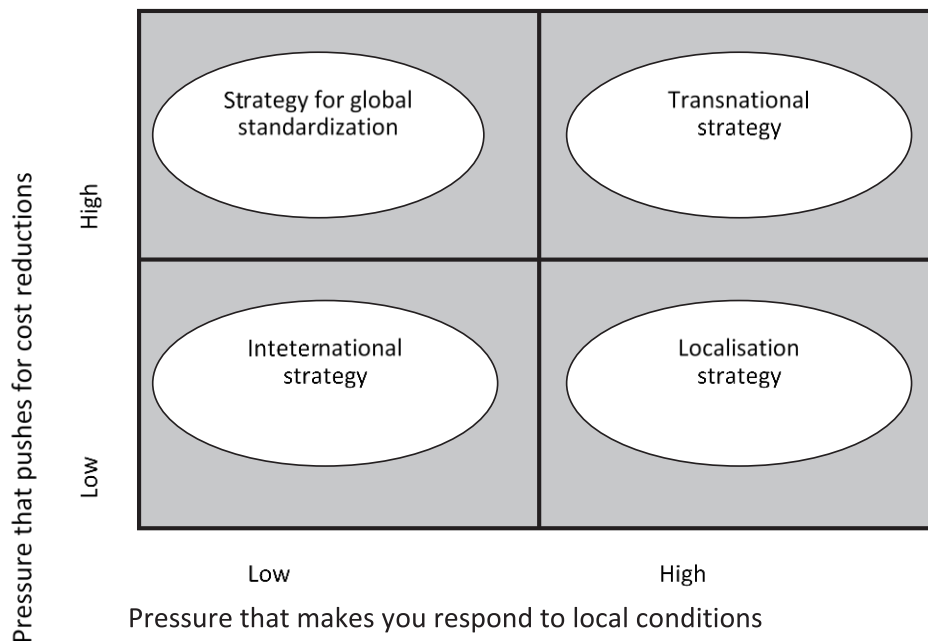 Pressure that pushes for cost reductions
High
Low
Strategy for global
standardization
Transnational
strategy
Inteternational
strategy
Localisation
strategy
Low
High
Pressure that makes you respond to local conditions